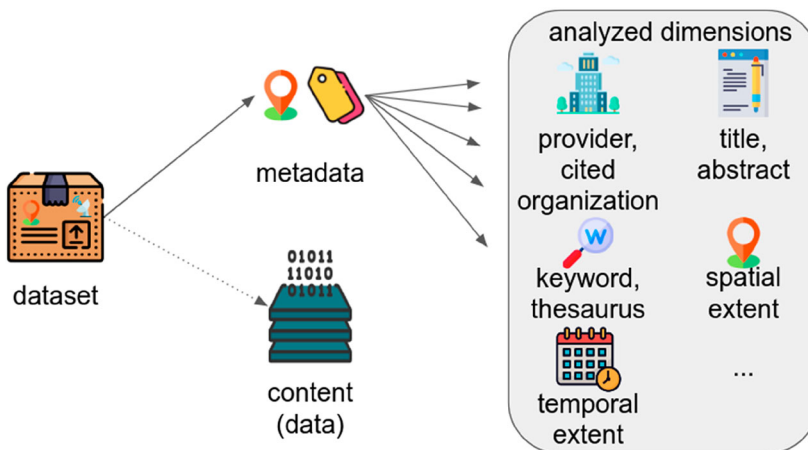 analyzed dimensions
provider,
cited
organization
title,
abstract
metadata
W
keyword,
thesaurus
spatial
extent
dataset
01011
11010
01011
content
(data)
temporal
extent
...